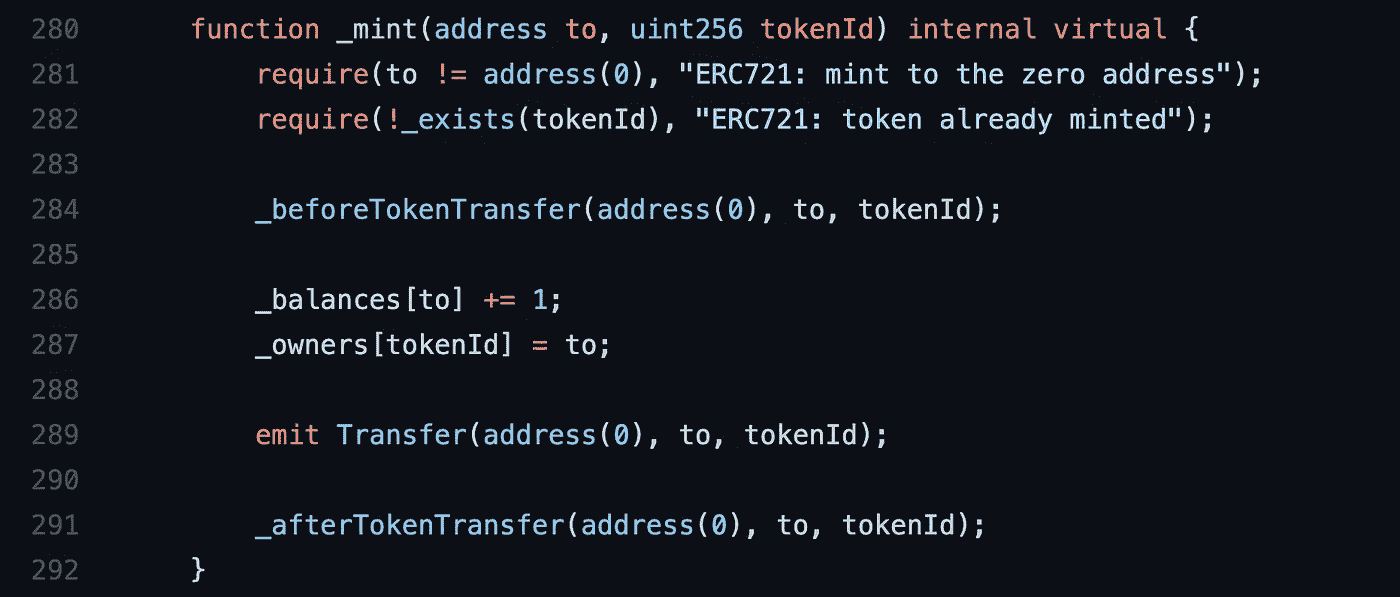 280 function _mint(address to, uint256 tokenId) internal virtual {
281 require(to != address(0), "ERC721: mint to the zero address");
282 require(!_exists(tokenId), "ERC721: token already minted");
283
284 _beforeTokenTransfer(address(0), to, tokenId);
285
286 _balances[to] += 1;
287 _owners[tokenId] = to;
288
289 emit Transfer(address(0), to, tokenId);
290
291 _afterTokenTransfer(address(0), to, tokenId);
292 }